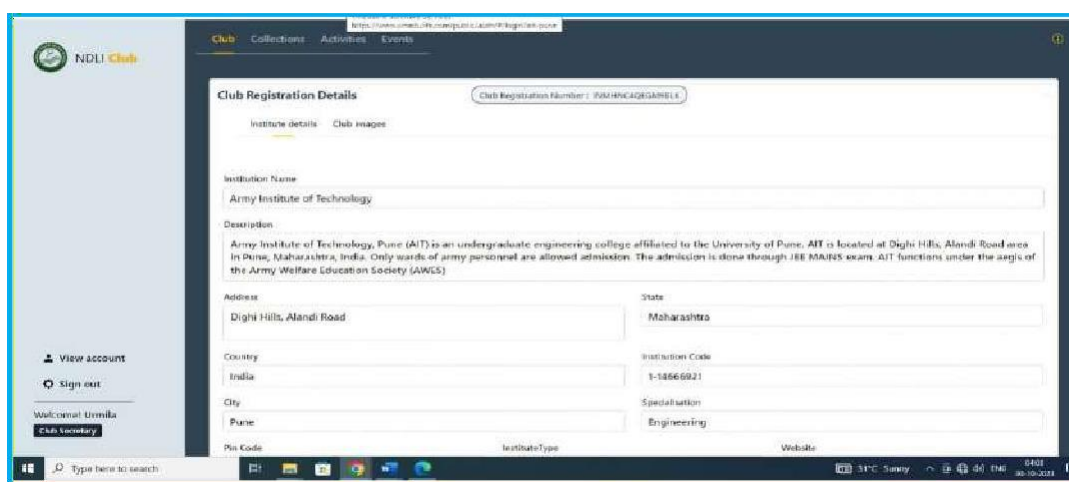 NDLI Club
Club Collections Activities Events
Club Registration Details
Club Registration Number :
Institute details Club images
Institution Name
Army Institute of Technology
Description
Army Institute of Technology, Pune (AIT) is an undergraduate engineering college affiliated to the University of Pune. AIT is located at Dighi Hills, Alandi Road area
in Pune, Maharashtra, India. Only wards of army personnel are allowed admission. The admission is done through JEE MAINS exam. AIT functions under the aegis of
the Army Welfare Education Society (AWES)
Address State
Dighi Hills, Alandi Road Maharashtra
Country Institution Code
India 1-14666921
City Specialisation
Pune Engineering
Pin Code InstituteType Website
View account
Sign out
Welcome! Urmila
Club Secretary
Type here to search
31°C Sunny ENG